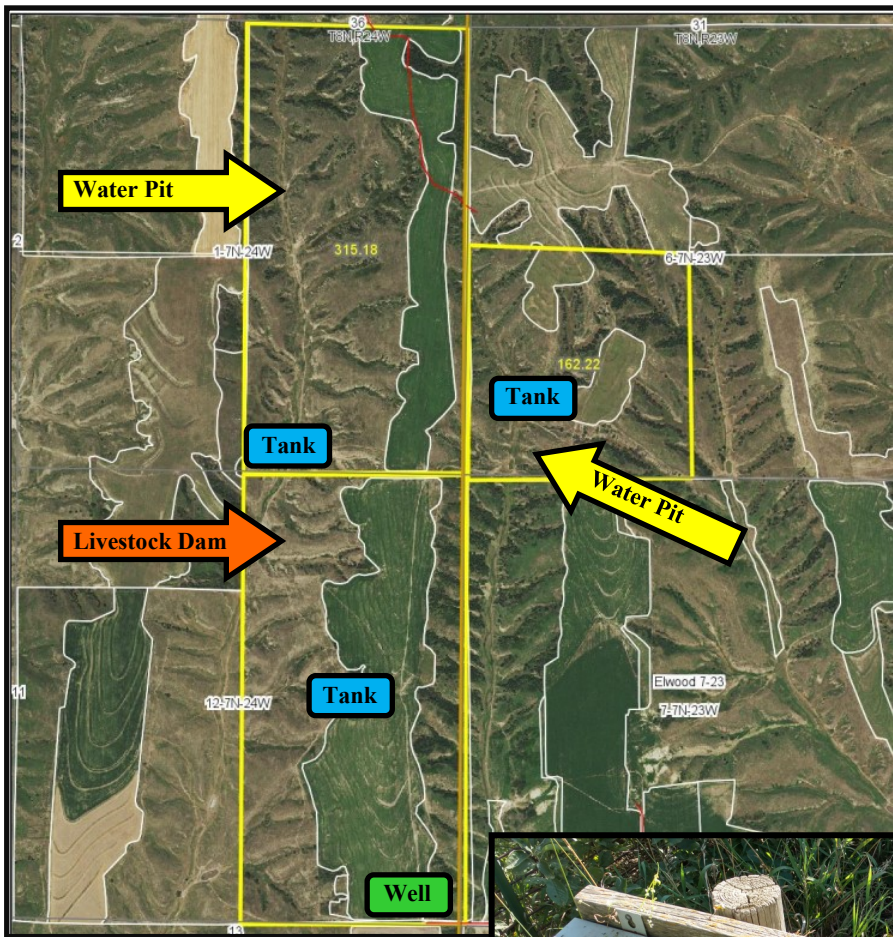 36
31
T8N R24W
T8N R23W
Water Pit
2
315.18
1-7N-24W
6-7N-23W
162.22
Tank
Tank
Water Pit
Livestock Dam
Elwood 7-23
11
Tank
12-7N-24W
7-7N-23W
Well
13